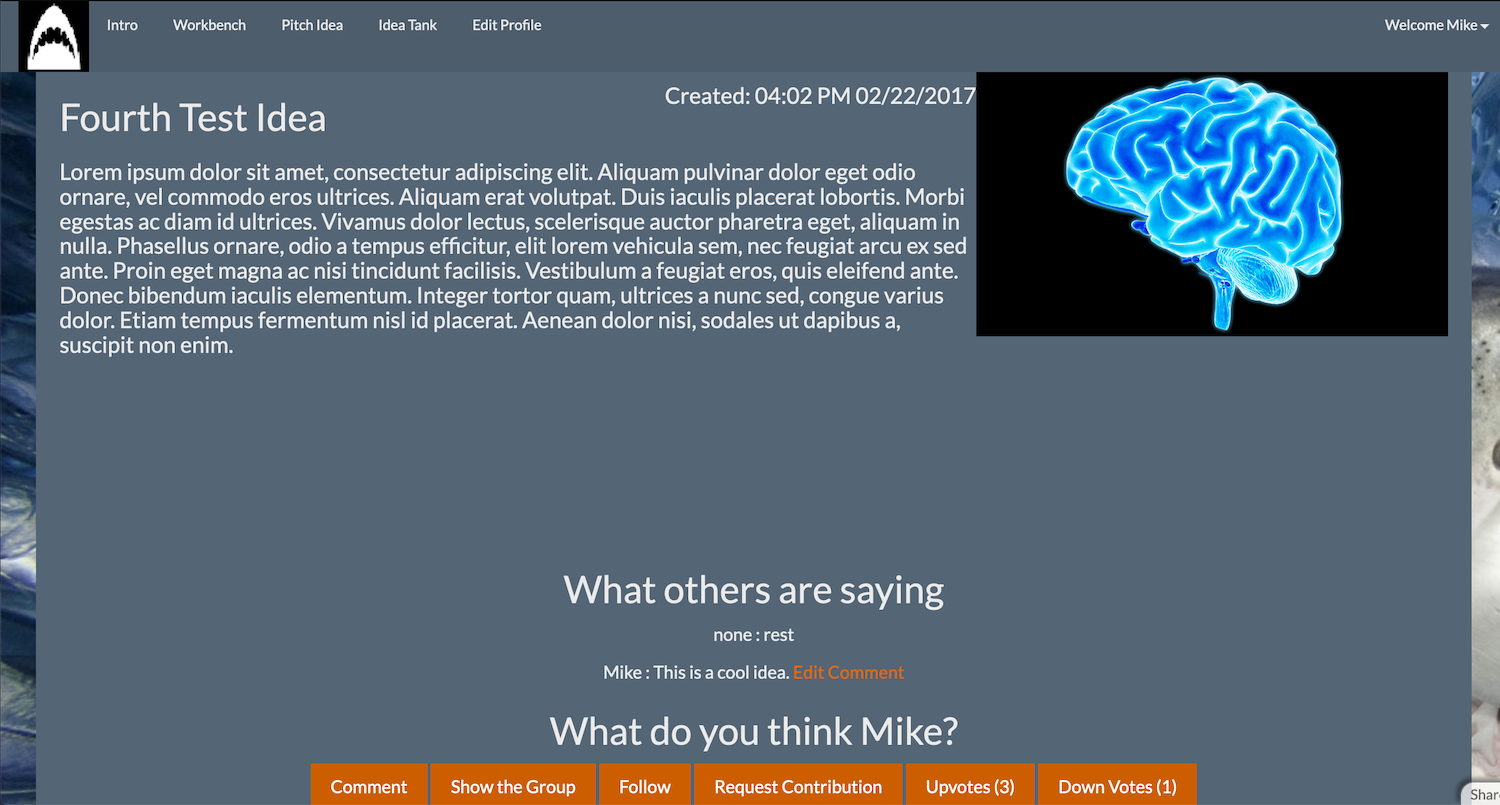 Intro Workbench Pitch Idea Idea Tank Edit Profile Welcome Mike
Created: 04:02 PM 02/22/2017
Fourth Test Idea
Lorem ipsum dolor sit amet, consectetur adipiscing elit. Aliquam pulvinar dolor eget odio
ornare, vel commodo eros ultrices. Aliquam erat volutpat. Duis iaculis placerat lobortis. Morbi
egestas ac diam id ultrices. Vivamus dolor lectus, scelerisque auctor pharetra eget, aliquam in
nulla. Phasellus ornare, odio a tempus efficitur, elit lorem vehicula sem, nec feugiat arcu ex sed
ante. Proin eget magna ac nisi tincidunt facilisis. Vestibulum a feugiat eros, quis eleifend ante.
Donec bibendum iaculis elementum. Integer tortor quam, ultrices a nunc sed, congue varius
dolor. Etiam tempus fermentum nisl id placerat. Aenean dolor nisi, sodales ut dapibus a,
suscipit non enim.
What others are saying
none : rest
Mike : This is a cool idea. Edit Comment
What do you think Mike?
Comment Show the Group Follow Request Contribution Upvotes (3) Down Votes (1)